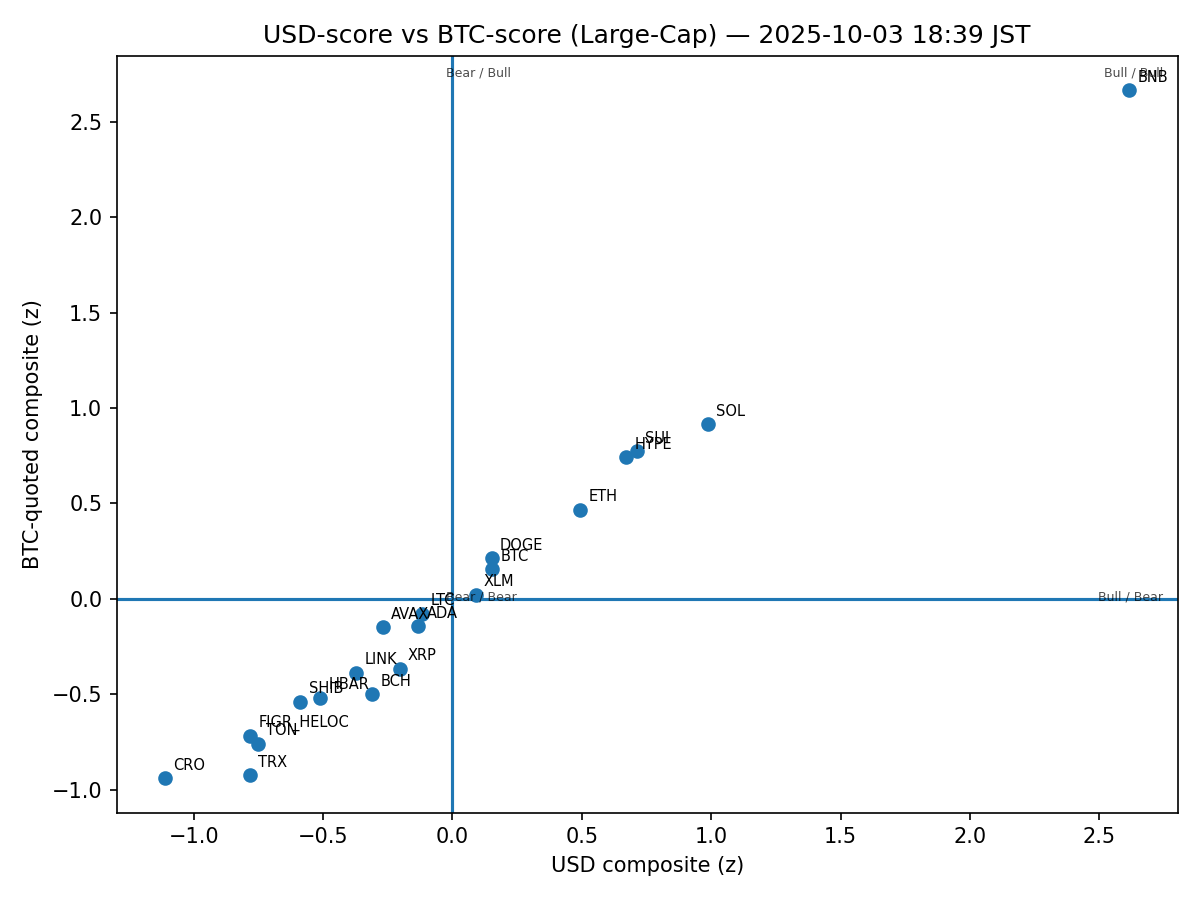 USD-score vs BTC-score (Large-Cap) — 2025-10-03 18:39 JST
Bear / Bull
Bull / Bull
BNB
2.5
2.0
1.5
1.0
0.5
0.0
−0.5
−1.0
BTC-quoted composite (z)
SOL
SUI
HYPE
ETH
DOGE
BTC
XLM
LTC
Bear / Bear
Bull / Bear
AVAX
ADA
XRP
LINK
BCH
HBAR
SHIB
FIGR_HELOC
TON
TRX
CRO
−1.0
−0.5
0.0
0.5
1.0
1.5
2.0
2.5
USD composite (z)